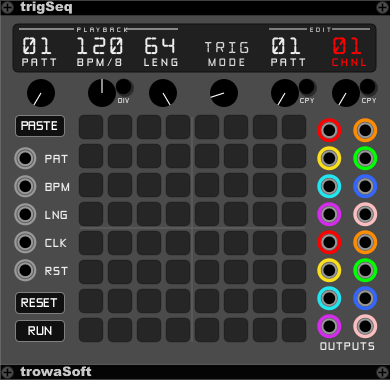 trigSeq
PLAYBACK EDIT
01 120 64 TRIG 01 01
PATT BPM/8 LENG MODE PATT CHNL
DIV CPY CPY
PASTE
PAT
BPM
LNG
CLK
RST
RESET
RUN
OUTPUTS
trowaSoft